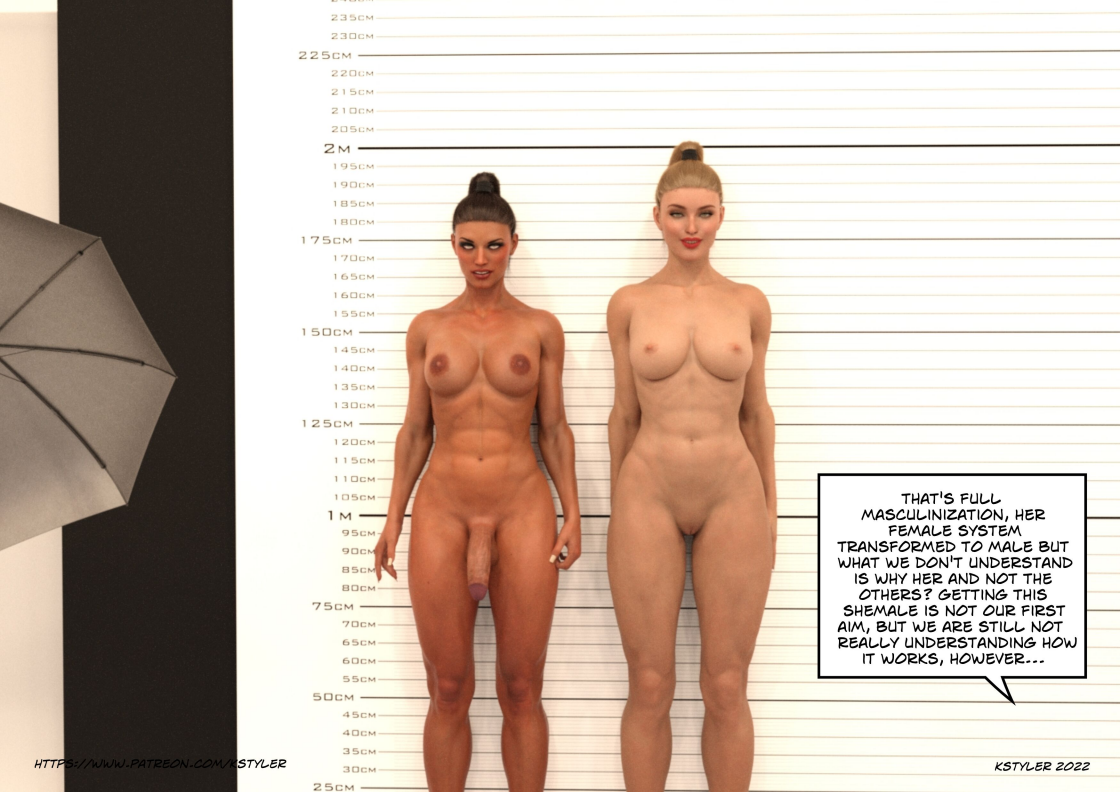 235CM
230CM
225CM
220CM
215CM
210CM
205CM
2M
195CM
190CM
185CM
180CM
175CM
170CM
165CM
160CM
155CM
150CM
145CM
140CM
135CM
130CM
125CM
120CM
115CM
110CM
105CM
1M
95CM
90CM
85CM
80CM
75CM
70CM
65CM
60CM
55CM
50CM
45CM
40CM
35CM
30CM
25CM
THAT'S FULL
MASCULINIZATION, HER
FEMALE SYSTEM
TRANSFORMED TO MALE BUT
WHAT WE DON'T UNDERSTAND
IS WHY HER AND NOT THE
OTHERS? GETTING THIS
SHEMALE IS NOT OUR FIRST
AIM, BUT WE ARE STILL NOT
REALLY UNDERSTANDING HOW
IT WORKS, HOWEVER...
HTTPS://WWW.PATREON.COM/KSTYLER
KSTYLER 2022